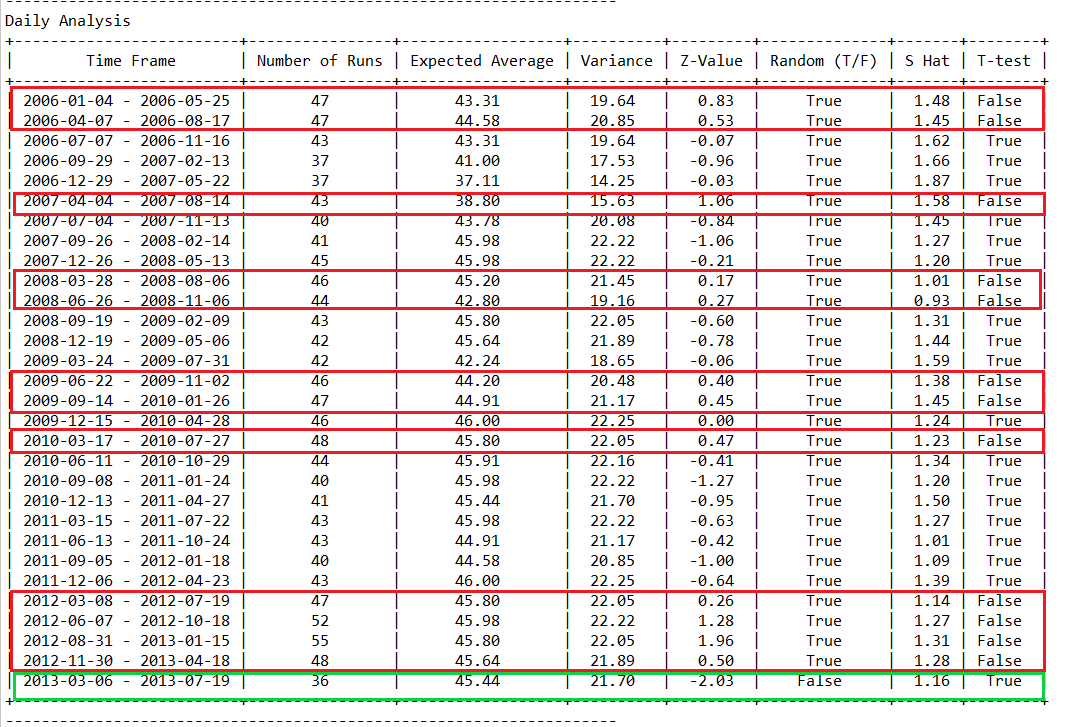 --------------------------------------------------------------------
Daily Analysis
+-------------------------+----------------+------------------+----------+---------+--------------+-------+--------+
| Time Frame | Number of Runs | Expected Average | Variance | Z-Value | Random (T/F) | S Hat | T-test |
+-------------------------+----------------+------------------+----------+---------+--------------+-------+--------+
| 2006-01-04 - 2006-05-25 | 47 | 43.31 | 19.64 | 0.83 | True | 1.48 | False |
| 2006-04-07 - 2006-08-17 | 47 | 44.58 | 20.85 | 0.53 | True | 1.45 | False |
| 2006-07-07 - 2006-11-16 | 43 | 43.31 | 19.64 | -0.07 | True | 1.62 | True |
| 2006-09-29 - 2007-02-13 | 37 | 41.00 | 17.53 | -0.96 | True | 1.66 | True |
| 2006-12-29 - 2007-05-22 | 37 | 37.11 | 14.25 | -0.03 | True | 1.87 | True |
| 2007-04-04 - 2007-08-14 | 43 | 38.80 | 15.63 | 1.06 | True | 1.58 | False |
| 2007-07-04 - 2007-11-13 | 40 | 43.78 | 20.08 | -0.84 | True | 1.45 | True |
| 2007-09-26 - 2008-02-14 | 41 | 45.98 | 22.22 | -1.06 | True | 1.27 | True |
| 2007-12-26 - 2008-05-13 | 45 | 45.98 | 22.22 | -0.21 | True | 1.20 | True |
| 2008-03-28 - 2008-08-06 | 46 | 45.20 | 21.45 | 0.17 | True | 1.01 | False |
| 2008-06-26 - 2008-11-06 | 44 | 42.80 | 19.16 | 0.27 | True | 0.93 | False |
| 2008-09-19 - 2009-02-09 | 43 | 45.80 | 22.05 | -0.60 | True | 1.31 | True |
| 2008-12-19 - 2009-05-06 | 42 | 45.64 | 21.89 | -0.78 | True | 1.44 | True |
| 2009-03-24 - 2009-07-31 | 42 | 42.24 | 18.65 | -0.06 | True | 1.59 | True |
| 2009-06-22 - 2009-11-02 | 46 | 44.20 | 20.48 | 0.40 | True | 1.38 | False |
| 2009-09-14 - 2010-01-26 | 47 | 44.91 | 21.17 | 0.45 | True | 1.45 | False |
| 2009-12-15 - 2010-04-28 | 46 | 46.00 | 22.25 | 0.00 | True | 1.24 | True |
| 2010-03-17 - 2010-07-27 | 48 | 45.80 | 22.05 | 0.47 | True | 1.23 | False |
| 2010-06-11 - 2010-10-29 | 44 | 45.91 | 22.16 | -0.41 | True | 1.34 | True |
| 2010-09-08 - 2011-01-24 | 40 | 45.98 | 22.22 | -1.27 | True | 1.20 | True |
| 2010-12-13 - 2011-04-27 | 41 | 45.44 | 21.70 | -0.95 | True | 1.50 | True |
| 2011-03-15 - 2011-07-22 | 43 | 45.98 | 22.22 | -0.63 | True | 1.27 | True |
| 2011-06-13 - 2011-10-24 | 43 | 44.91 | 21.17 | -0.42 | True | 1.01 | True |
| 2011-09-05 - 2012-01-18 | 40 | 44.58 | 20.85 | -1.00 | True | 1.09 | True |
| 2011-12-06 - 2012-04-23 | 43 | 46.00 | 22.25 | -0.64 | True | 1.39 | True |
| 2012-03-08 - 2012-07-19 | 47 | 45.80 | 22.05 | 0.26 | True | 1.14 | False |
| 2012-06-07 - 2012-10-18 | 52 | 45.98 | 22.22 | 1.28 | True | 1.27 | False |
| 2012-08-31 - 2013-01-15 | 55 | 45.80 | 22.05 | 1.96 | True | 1.31 | False |
| 2012-11-30 - 2013-04-18 | 48 | 45.64 | 21.89 | 0.50 | True | 1.28 | False |
| 2013-03-06 - 2013-07-19 | 36 | 45.44 | 21.70 | -2.03 | False | 1.16 | True |
+-------------------------+----------------+------------------+----------+---------+--------------+-------+--------+
--------------------------------------------------------------------